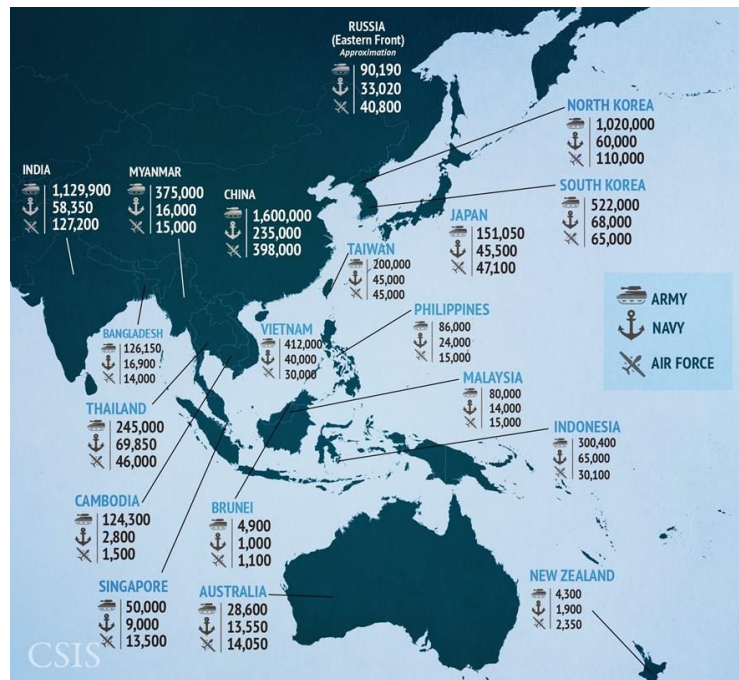 RUSSIA
(Eastern Front)
Approximation
90,190
33,020
40,800
NORTH KOREA
1,020,000
60,000
110,000
INDIA
1,129,900
58,350
127,200
MYANMAR
375,000
16,000
15,000
CHINA
1,600,000
235,000
398,000
SOUTH KOREA
522,000
68,000
65,000
JAPAN
151,050
45,500
47,100
TAIWAN
200,000
45,000
45,000
ARMY
NAVY
AIR FORCE
BANGLADESH
126,150
16,900
14,000
VIETNAM
412,000
40,000
30,000
PHILIPPINES
86,000
24,000
15,000
MALAYSIA
80,000
14,000
15,000
THAILAND
245,000
69,850
46,000
INDONESIA
300,400
65,000
30,100
CAMBODIA
124,300
2,800
1,500
BRUNEI
4,900
1,000
1,100
SINGAPORE
50,000
9,000
13,500
AUSTRALIA
28,600
13,550
14,050
NEW ZEALAND
4,300
1,900
2,350
CSIS